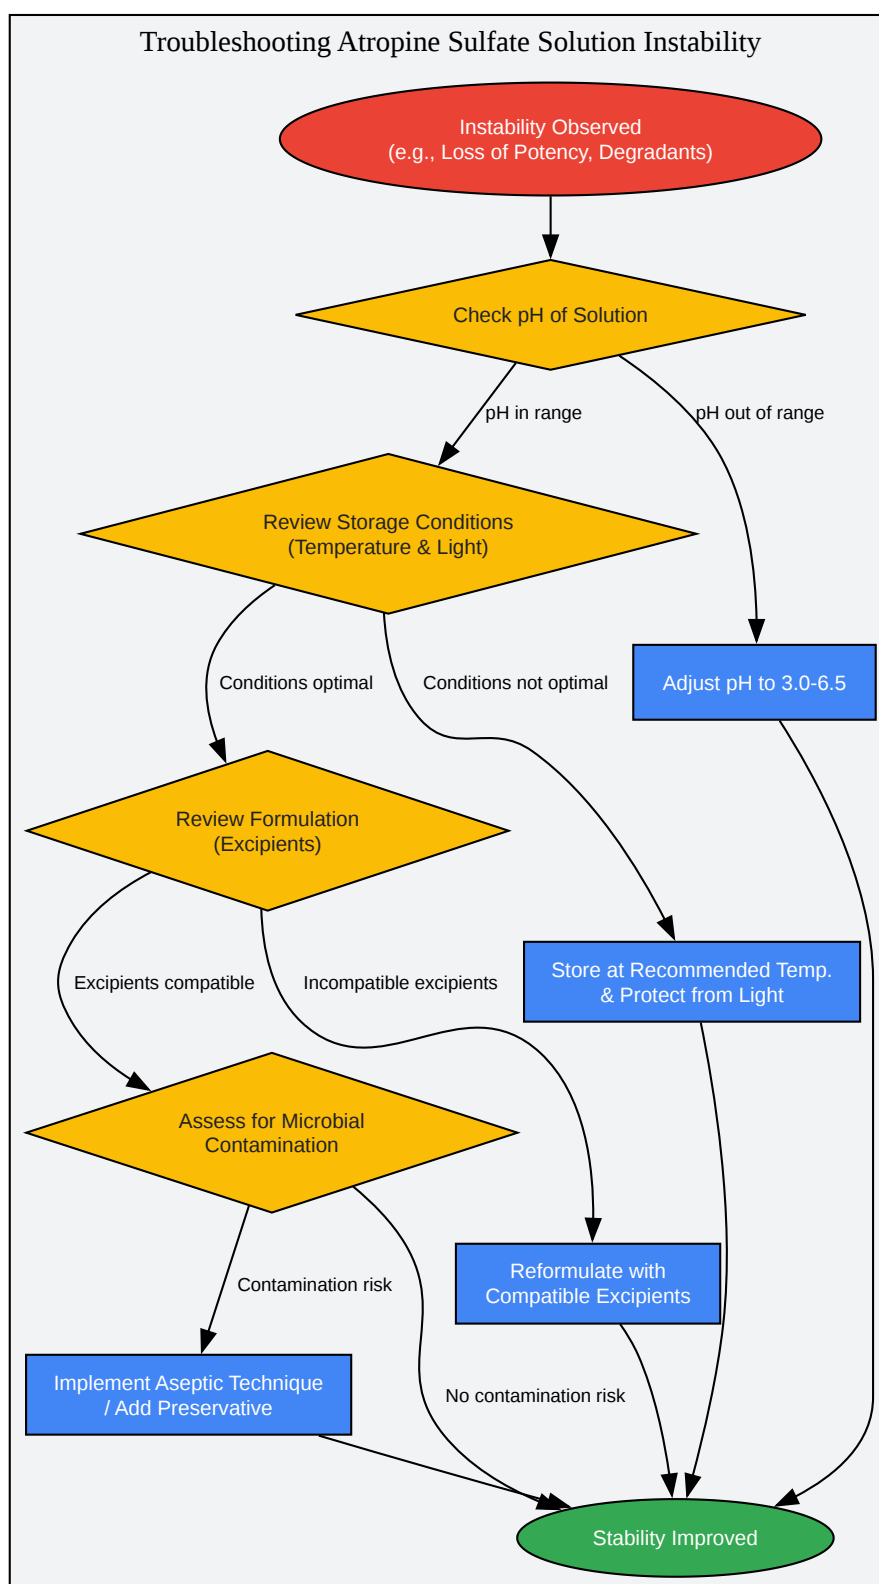 Troubleshooting Atropine Sulfate Solution Instability
Instability Observed
(e.g., Loss of Potency, Degradants)
Check pH of Solution
pH in range
pH out of range
Review Storage Conditions
(Temperature & Light)
Conditions optimal
Conditions not optimal
Adjust pH to 3.0-6.5
Review Formulation
(Excipients)
Store at Recommended Temp.
& Protect from Light
Excipients compatible
Incompatible excipients
Assess for Microbial
Contamination
Reformulate with
Compatible Excipients
Contamination risk
Implement Aseptic Technique
/ Add Preservative
No contamination risk
Stability Improved